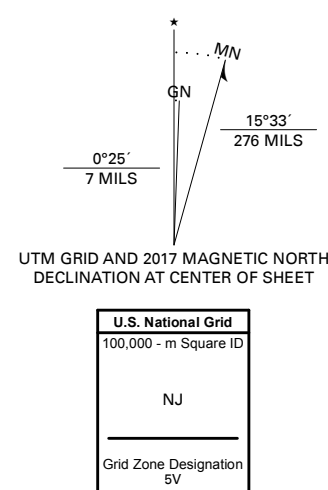 ★
MN
GN
15°33´
276 MILS
0°25´
7 MILS
UTM GRID AND 2017 MAGNETIC NORTH
DECLINATION AT CENTER OF SHEET
U.S. National Grid
100,000 - m Square ID
NJ
Grid Zone Designation
5V